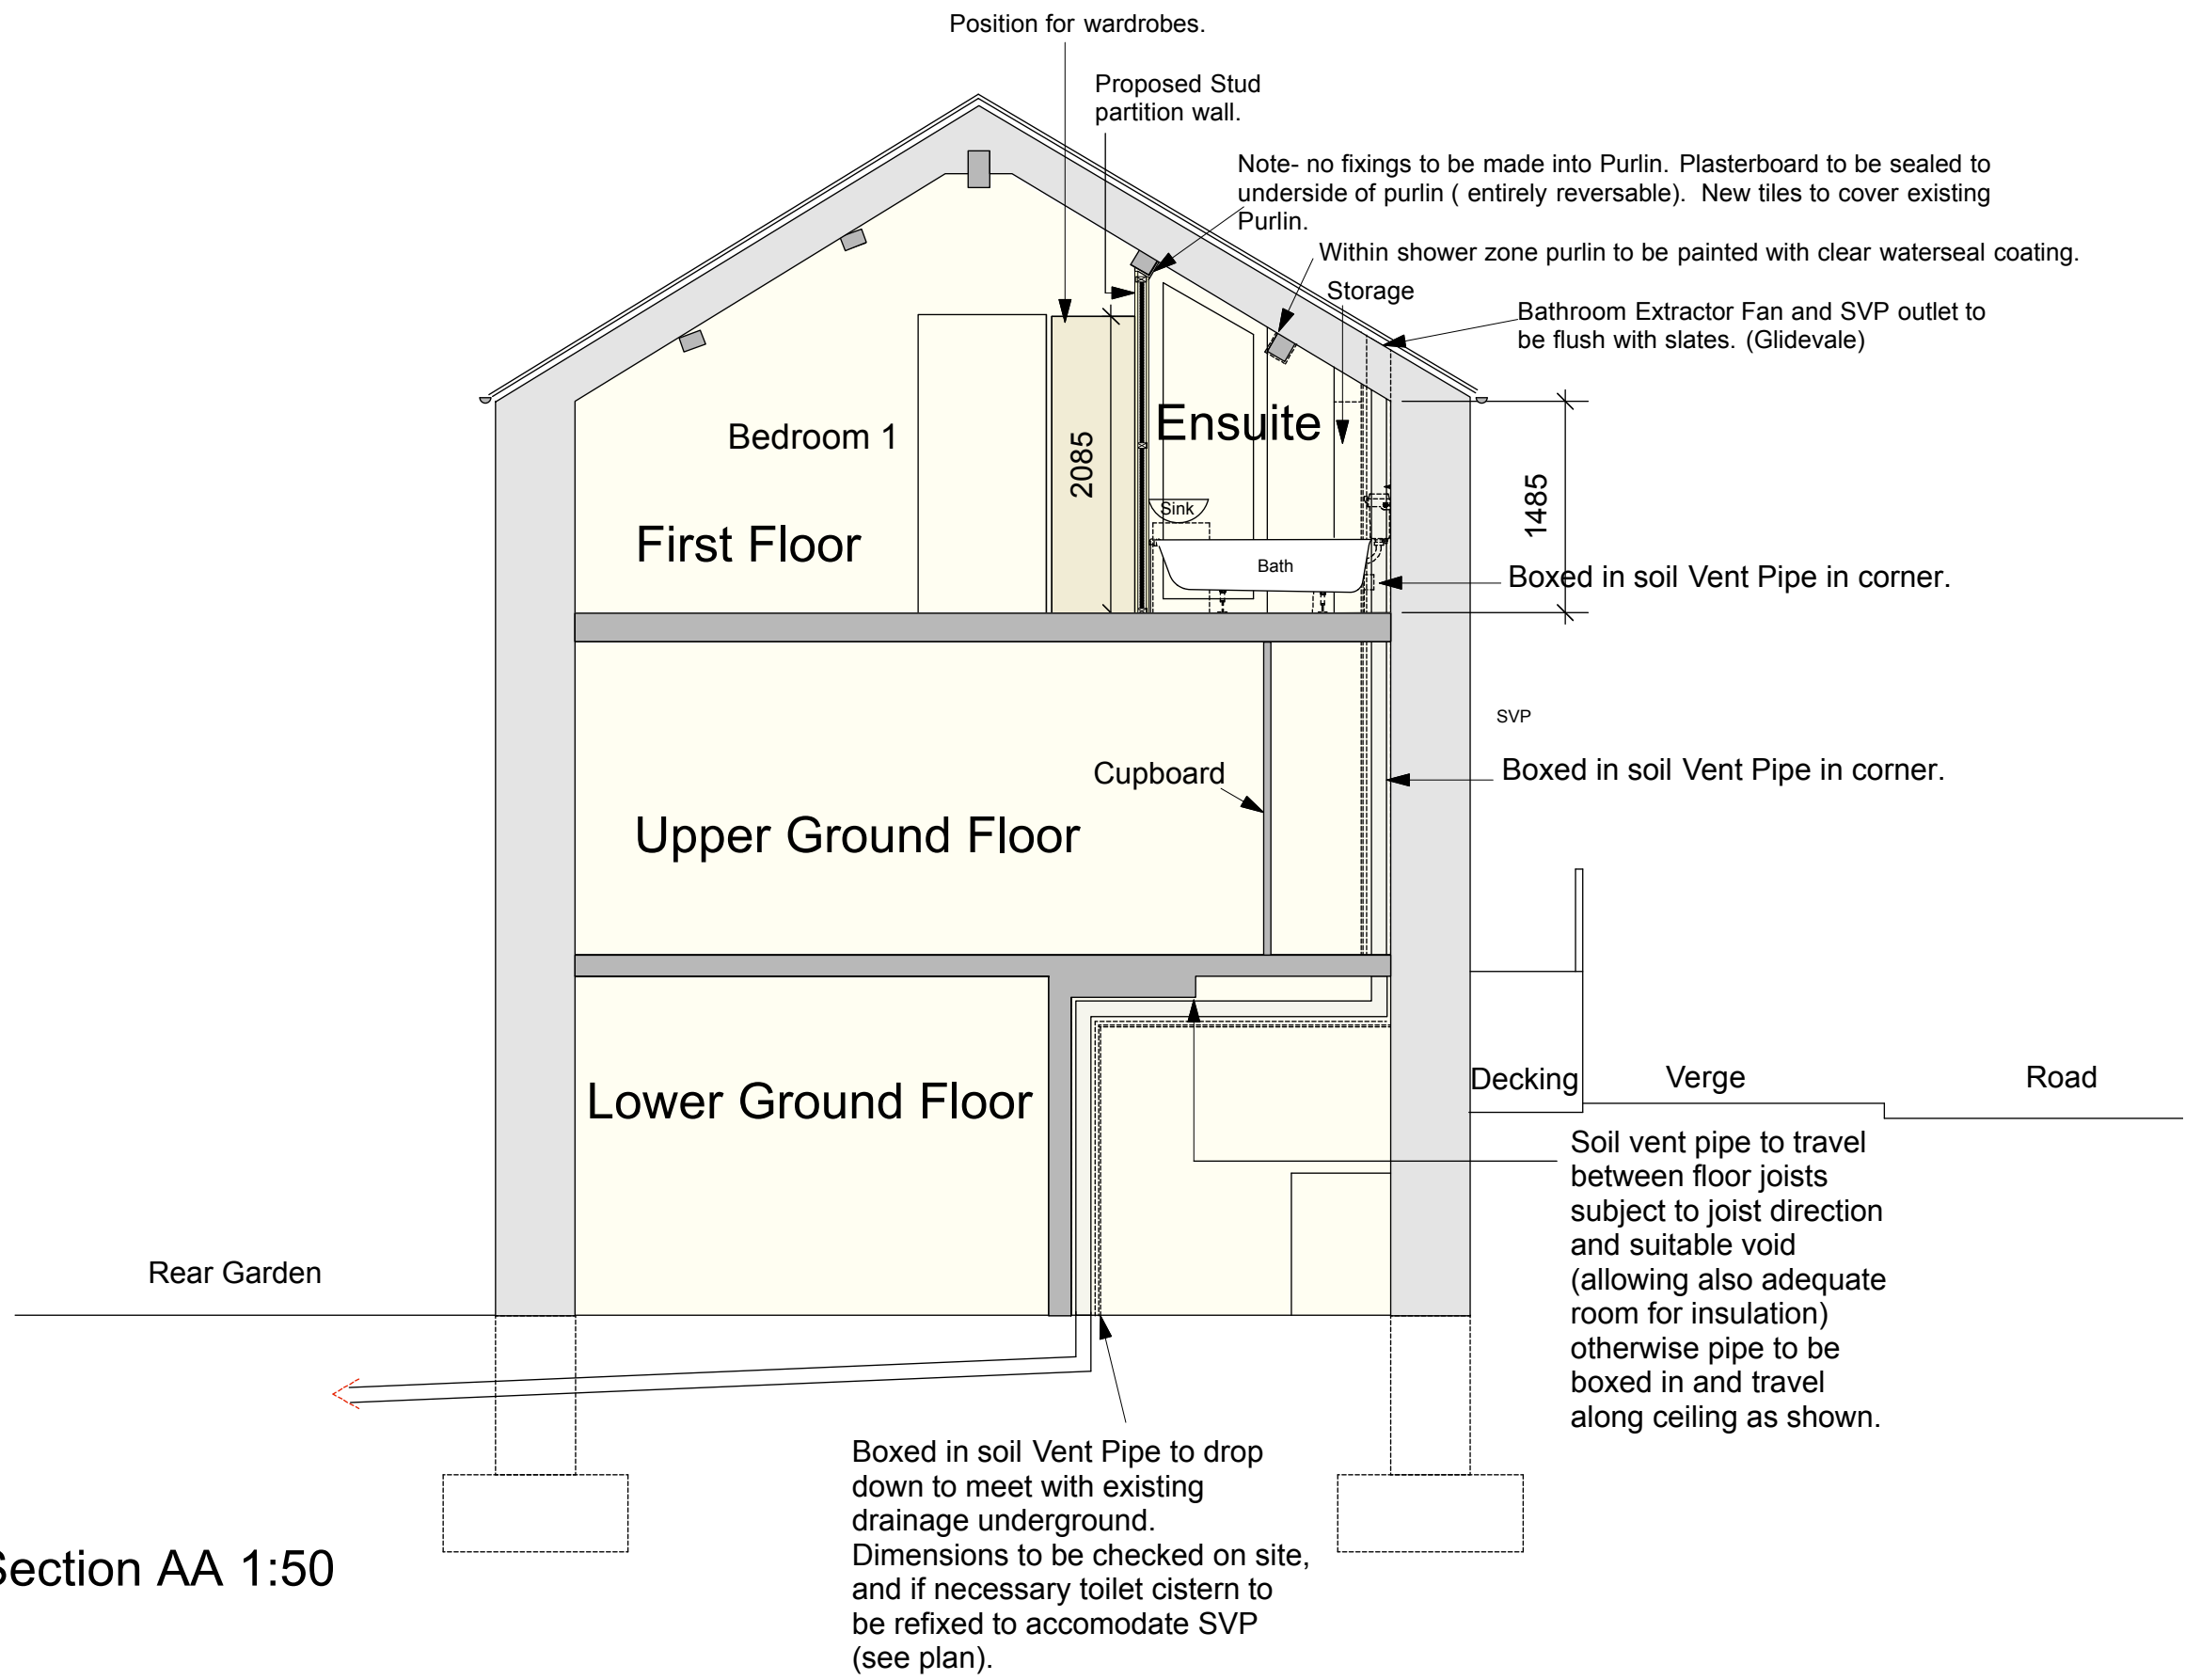 Position for wardrobes.
Proposed Stud
partition wall.
Note- no fixings to be made into Purlin. Plasterboard to be sealed to
underside of purlin ( entirely reversable). New tiles to cover existing
Purlin.
Within shower zone purlin to be painted with clear waterseal coating.
Storage
Bathroom Extractor Fan and SVP outlet to
be flush with slates. (Glidevale)
Bedroom 1
Ensuite
2085
1485
Sink
First Floor
Bath
Boxed in soil Vent Pipe in corner.
SVP
Cupboard
Boxed in soil Vent Pipe in corner.
Upper Ground Floor
Lower Ground Floor
Decking
Verge
Road
Soil vent pipe to travel
between floor joists
subject to joist direction
and suitable void
(allowing also adequate
room for insulation)
otherwise pipe to be
boxed in and travel
along ceiling as shown.
Rear Garden
Boxed in soil Vent Pipe to drop
down to meet with existing
drainage underground.
Dimensions to be checked on site,
and if necessary toilet cistern to
be refixed to accomodate SVP
(see plan).
Section AA 1:50